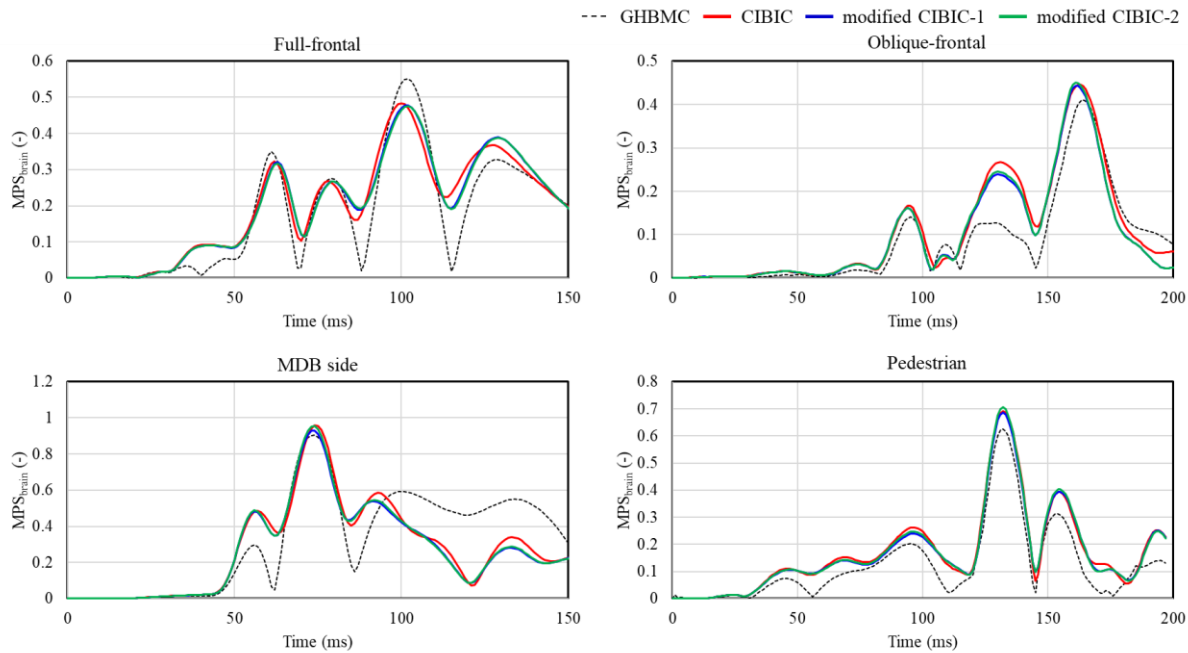 GHBMC CIBIC modified CIBIC-1 modified CIBIC-2
Full-frontal
0.6
0.5
0.4
0.3
0.2
0.1
0
MPSbrain (-)
0 50 100 150
Time (ms)
Oblique-frontal
0.5
0.4
0.3
0.2
0.1
0
MPSbrain (-)
0 50 100 150 200
Time (ms)
MDB side
1.2
1
0.8
0.6
0.4
0.2
0
MPSbrain (-)
0 50 100 150
Time (ms)
Pedestrian
0.8
0.7
0.6
0.5
0.4
0.3
0.2
0.1
0
MPSbrain (-)
0 50 100 150 200
Time (ms)